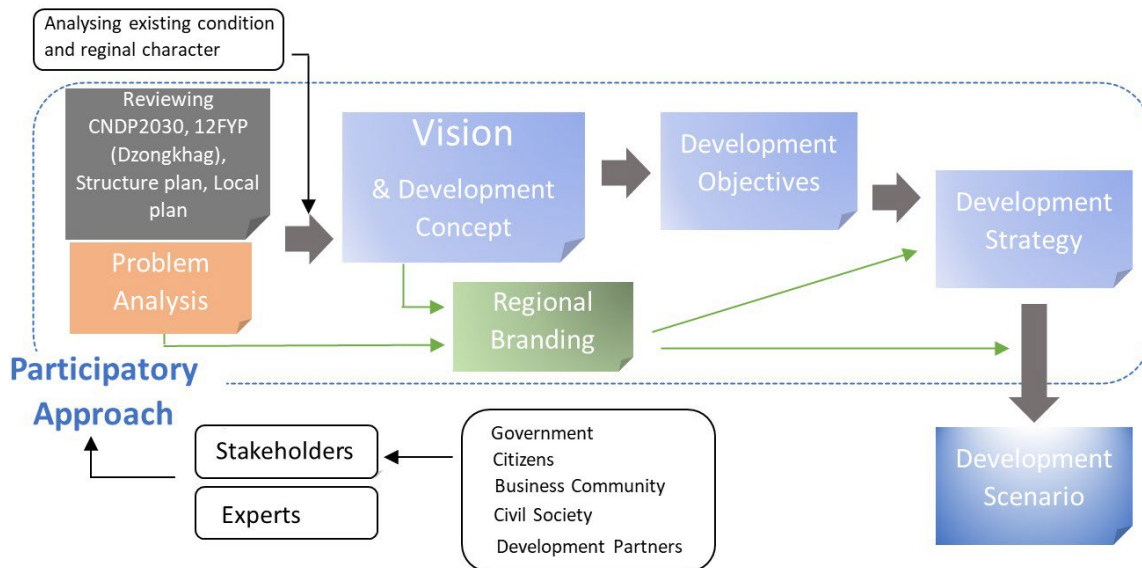 Analysing existing condition
and reginal character
Reviewing
CNDP2030, 12FYP
(Dzongkhag),
Structure plan, Local
plan
Problem
Analysis
Vision
& Development
Concept
Development
Objectives
Development
Strategy
Regional
Branding
Participatory
Approach
Stakeholders
Experts
Government
Citizens
Business Community
Civil Society
Development Partners
Development
Scenario